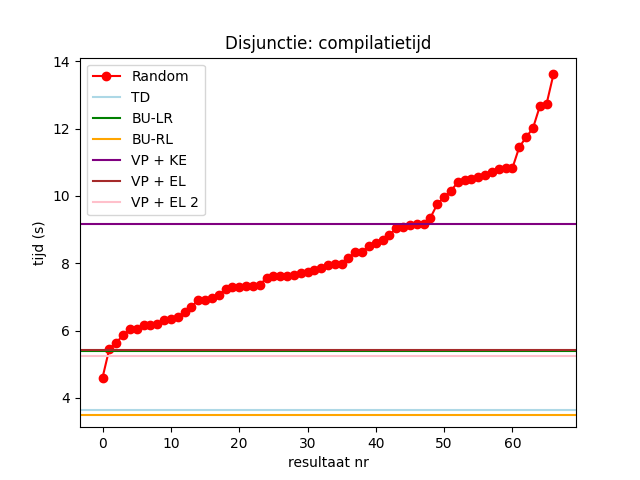 Disjunctie: compilatietijd
14
12
10
8
6
4
tijd (s)
Random
TD
BU-LR
BU-RL
VP + KE
VP + EL
VP + EL 2
0
10
20
30
40
50
60
resultaat nr